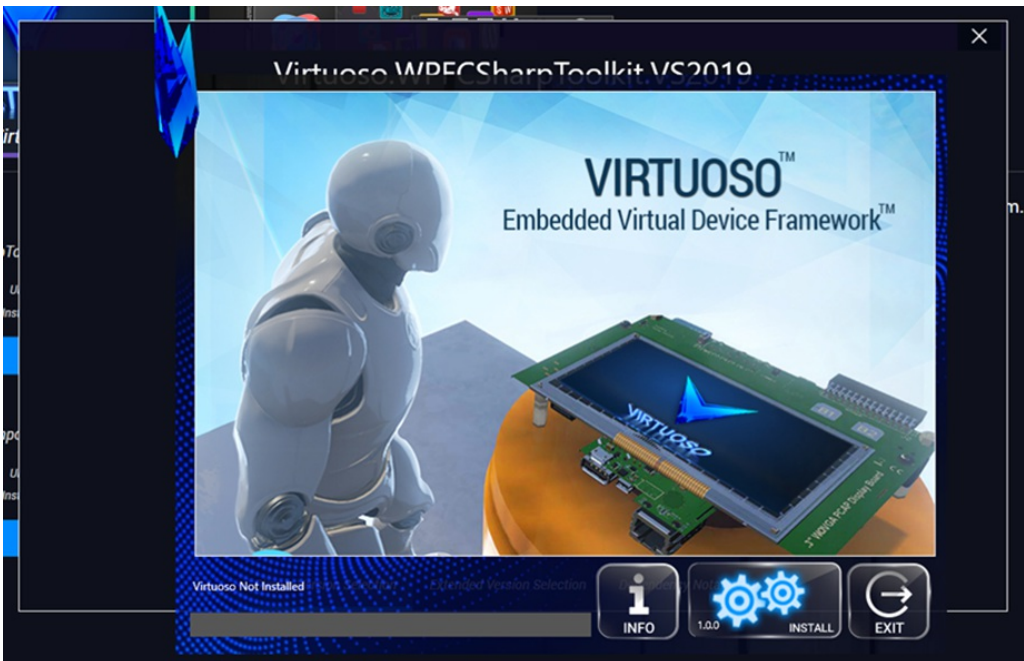 Virtuoso.WPFCSharpToolkit.VS2019
VIRTUOSO™
Embedded Virtual Device Framework™
VIRTUOSO
Virtuoso Not Installed
Extended Version Selection
INFO
1.0.0
INSTALL
EXIT
m.